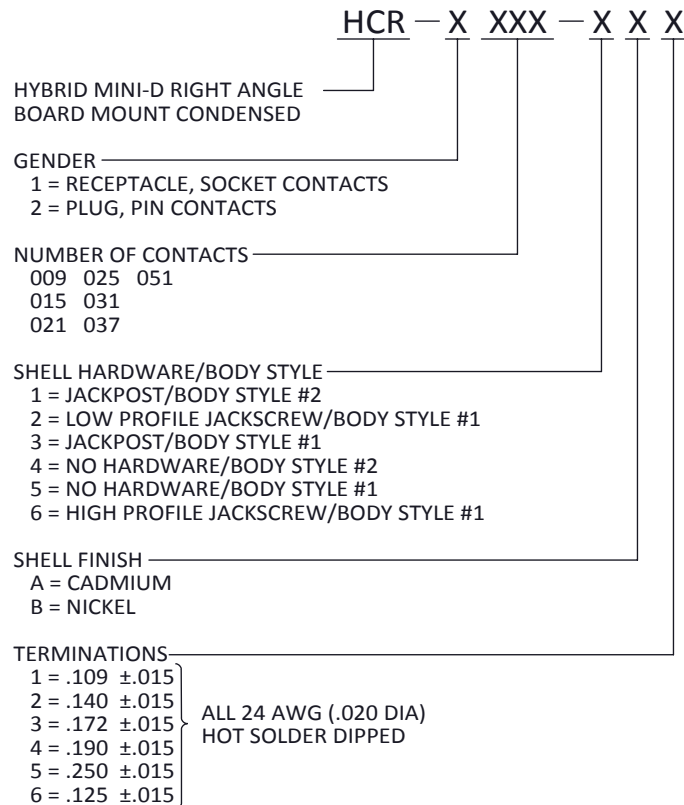 HCR — X XXX — X X X
HYBRID MINI-D RIGHT ANGLE
BOARD MOUNT CONDENSED
GENDER
1 = RECEPTACLE, SOCKET CONTACTS
2 = PLUG, PIN CONTACTS
NUMBER OF CONTACTS
009 025 051
015 031
021 037
SHELL HARDWARE/BODY STYLE
1 = JACKPOST/BODY STYLE #2
2 = LOW PROFILE JACKSCREW/BODY STYLE #1
3 = JACKPOST/BODY STYLE #1
4 = NO HARDWARE/BODY STYLE #2
5 = NO HARDWARE/BODY STYLE #1
6 = HIGH PROFILE JACKSCREW/BODY STYLE #1
SHELL FINISH
A = CADMIUM
B = NICKEL
TERMINATIONS
1 = .109 ±.015
2 = .140 ±.015
3 = .172 ±.015
4 = .190 ±.015
5 = .250 ±.015
6 = .125 ±.015
ALL 24 AWG (.020 DIA)
HOT SOLDER DIPPED